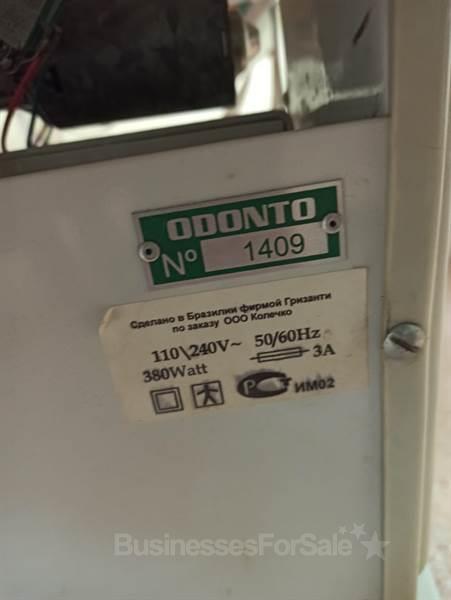 ODONTO
Nº 1409
Сделано в Бразилии фирмой Гризанти
по заказу ООО Колечко
110\240V~ 50/60Hz
380Watt 3A
ИМ02
BusinessesForSale